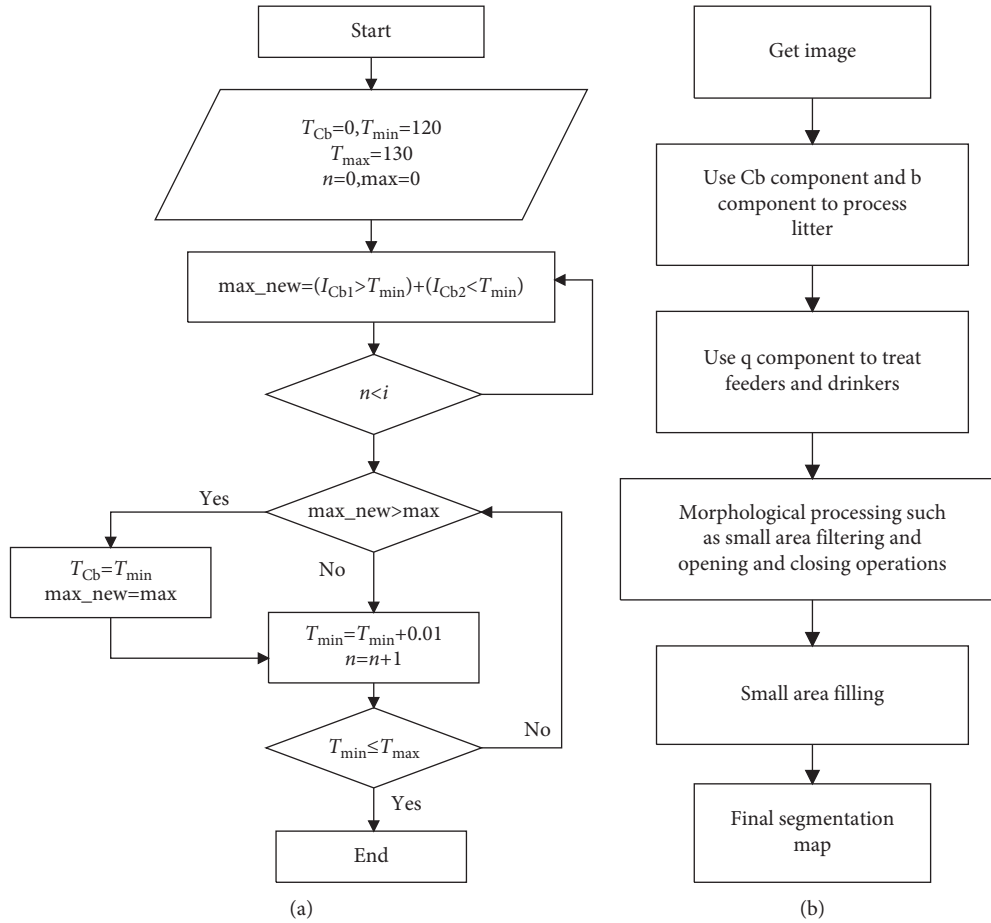 Start
T_Cb=0,T_min=120
T_max=130
n=0,max=0
max_new=(I_Cb1>T_min)+(I_Cb2<T_min)
n<i
max_new>max
Yes
No
T_Cb=T_min
max_new=max
T_min=T_min+0.01
n=n+1
T_min≤T_max
No
Yes
End
(a)
Get image
Use Cb component and b
component to process
litter
Use q component to treat
feeders and drinkers
Morphological processing such
as small area filtering and
opening and closing operations
Small area filling
Final segmentation
map
(b)